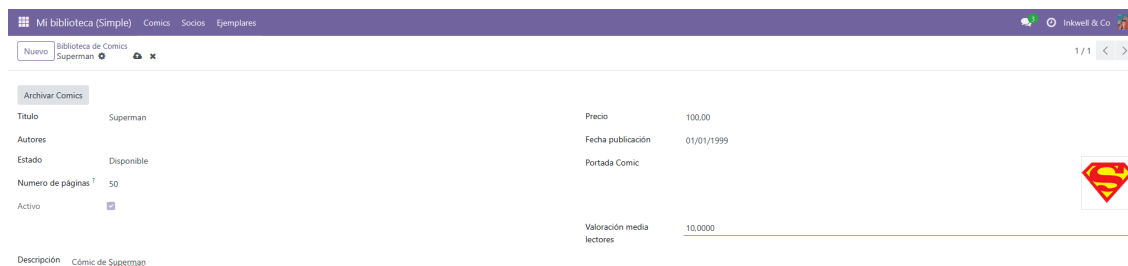 Mi biblioteca (Simple) Comics Socios Ejemplares 3 Inkwell & Co
Nuevo Biblioteca de Comics
Superman 1 / 1
Archivar Comics
Titulo Superman Precio 100,00
Autores Fecha publicación 01/01/1999
Estado Disponible Portada Comic
Numero de páginas ? 50
Activo
Valoración media lectores 10,0000
Descripción Cómic de Superman